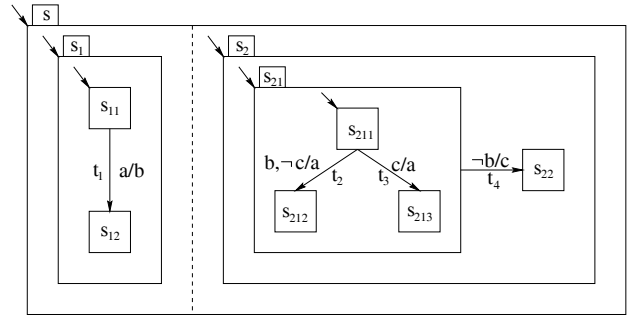 s
s₁
s₂
s₂₁
s₁₁
s₂₁₁
t₁ a/b
b,¬c/a
t₂
t₃
c/a
¬b/c
t₄
s₂₂
s₁₂
s₂₁₂
s₂₁₃